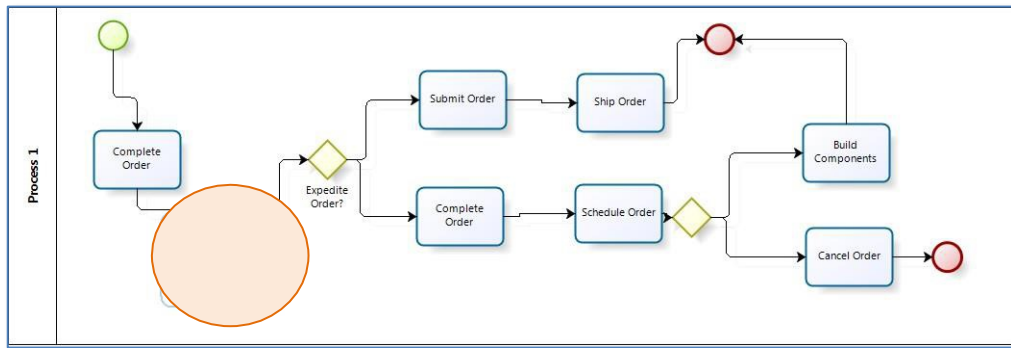 Process 1
Complete
Order
Expedite
Order?
Submit Order
Ship Order
Complete
Order
Schedule Order
Build
Components
Cancel Order